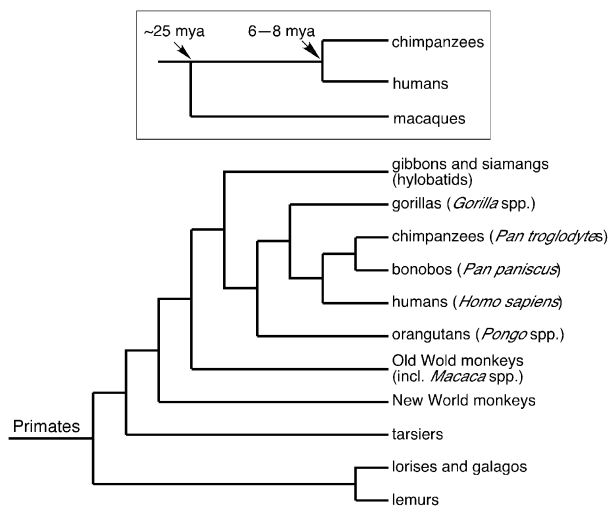 ~25 mya
6—8 mya
chimpanzees
humans
macaques
gibbons and siamangs
(hylobatids)
gorillas (Gorilla spp.)
chimpanzees (Pan troglodytes)
bonobos (Pan paniscus)
humans (Homo sapiens)
orangutans (Pongo spp.)
Old Wold monkeys
(incl. Macaca spp.)
New World monkeys
Primates
tarsiers
lorises and galagos
lemurs